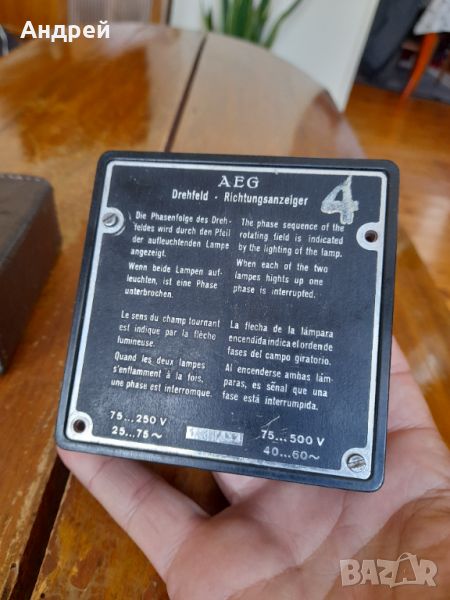 Андрей
AEG
Drehfeld - Richtungsanzeiger
4
Die Phasenfolge des Dreh-
feldes wird durch den Pfeil
der aufleuchtenden Lampe
angezeigt.
Wenn beide Lampen auf-
leuchten, ist eine Phase
unterbrochen.
The phase sequence of the
rotating field is indicated
by the lighting of the lamp.
When each of the two
lampes hights up one
phase is interrupted.
Le sens du champ tournant
est indiqué par la flèche
lumineuse.
Quand les deux lampes
s'enflamment à la fois,
une phase est interromque.
La flecha de la lámpara
encendida indica el orden de
fases del campo giratorio.
Al encenderse ambas lám-
paras, es señal que una
fase está interrumpida.
75...250 V
25...75 ~
75...500 V
40...60 ~
BAZAR